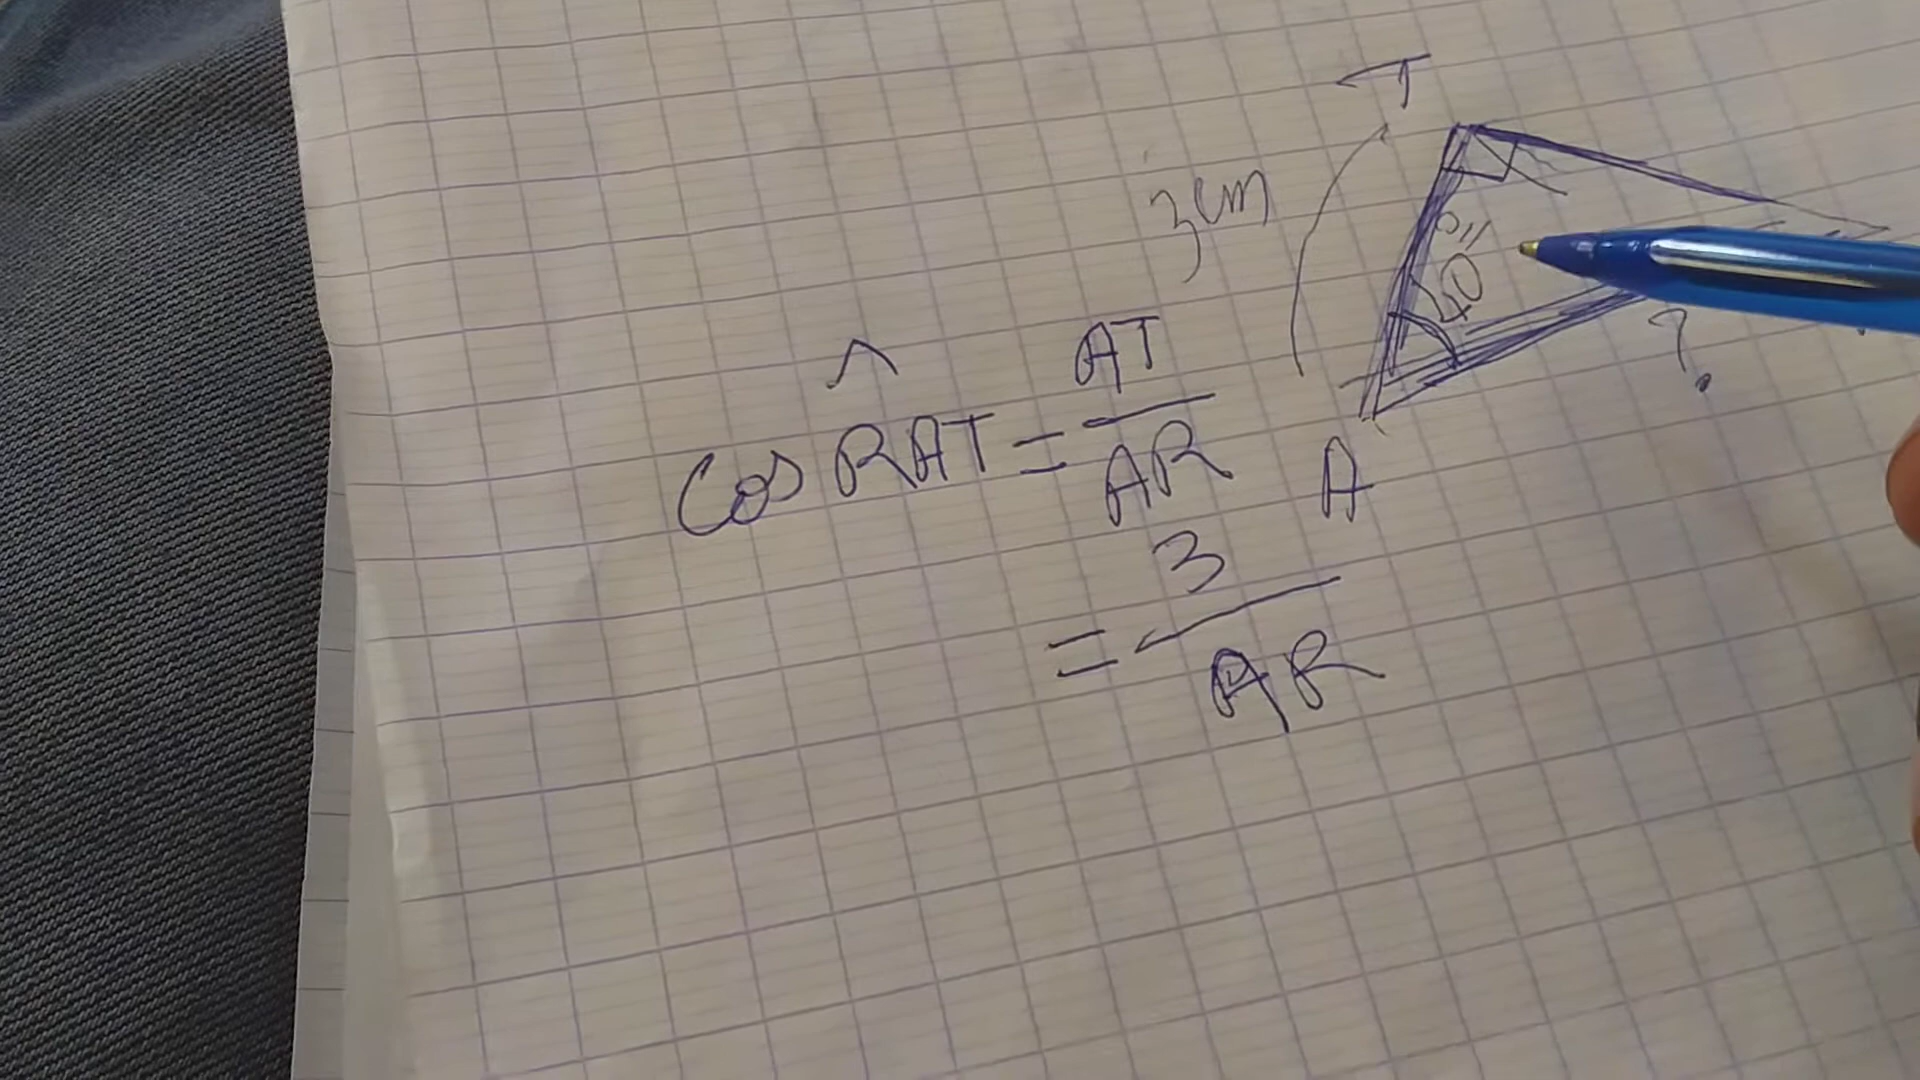 T
3cm
40°
?
cos RAT = AT/AR
A
= 3/AR